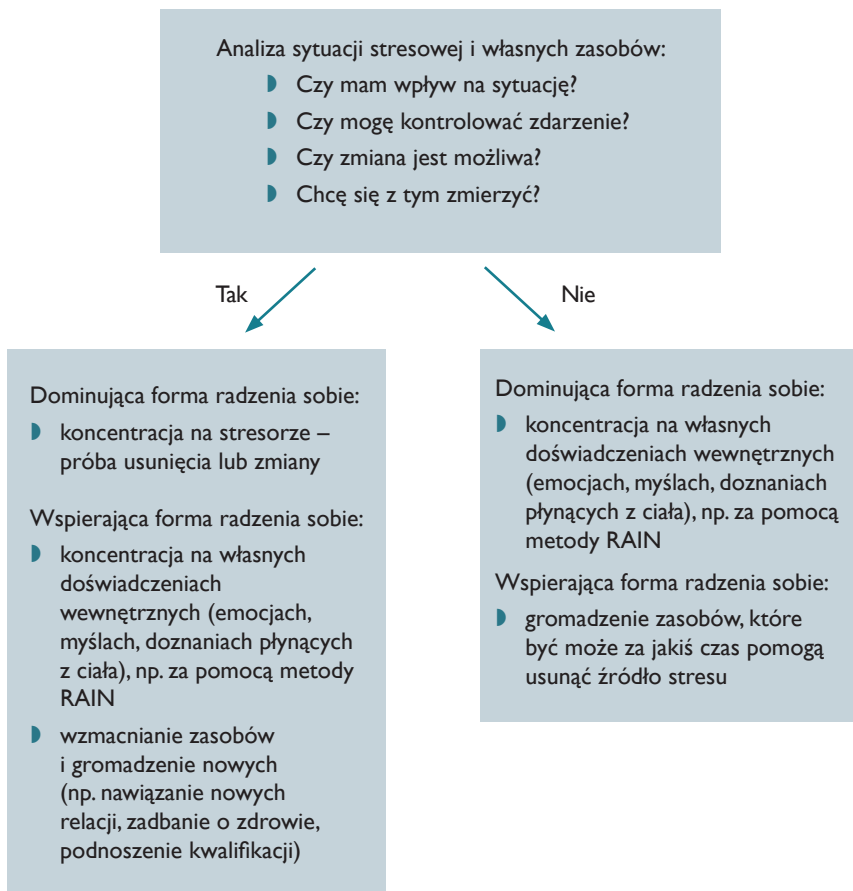 Analiza sytuacji stresowej i własnych zasobów:
◗ Czy mam wpływ na sytuację?
◗ Czy mogę kontrolować zdarzenie?
◗ Czy zmiana jest możliwa?
◗ Chcę się z tym zmierzyć?
Tak
Nie
Dominująca forma radzenia sobie:
◗ koncentracja na stresorze –
próba usunięcia lub zmiany
Wspierająca forma radzenia sobie:
◗ koncentracja na własnych
doświadczeniach
wewnętrznych (emocjach,
myślach, doznaniach płynących
z ciała), np. za pomocą metody
RAIN
◗ wzmacnianie zasobów
i gromadzenie nowych
(np. nawiązanie nowych
relacji, zadbanie o zdrowie,
podnoszenie kwalifikacji)
Dominująca forma radzenia sobie:
◗ koncentracja na własnych
doświadczeniach wewnętrznych
(emocjach, myślach, doznaniach
płynących z ciała), np. za pomocą
metody RAIN
Wspierająca forma radzenia sobie:
◗ gromadzenie zasobów, które
być może za jakiś czas pomogą
usunąć źródło stresu